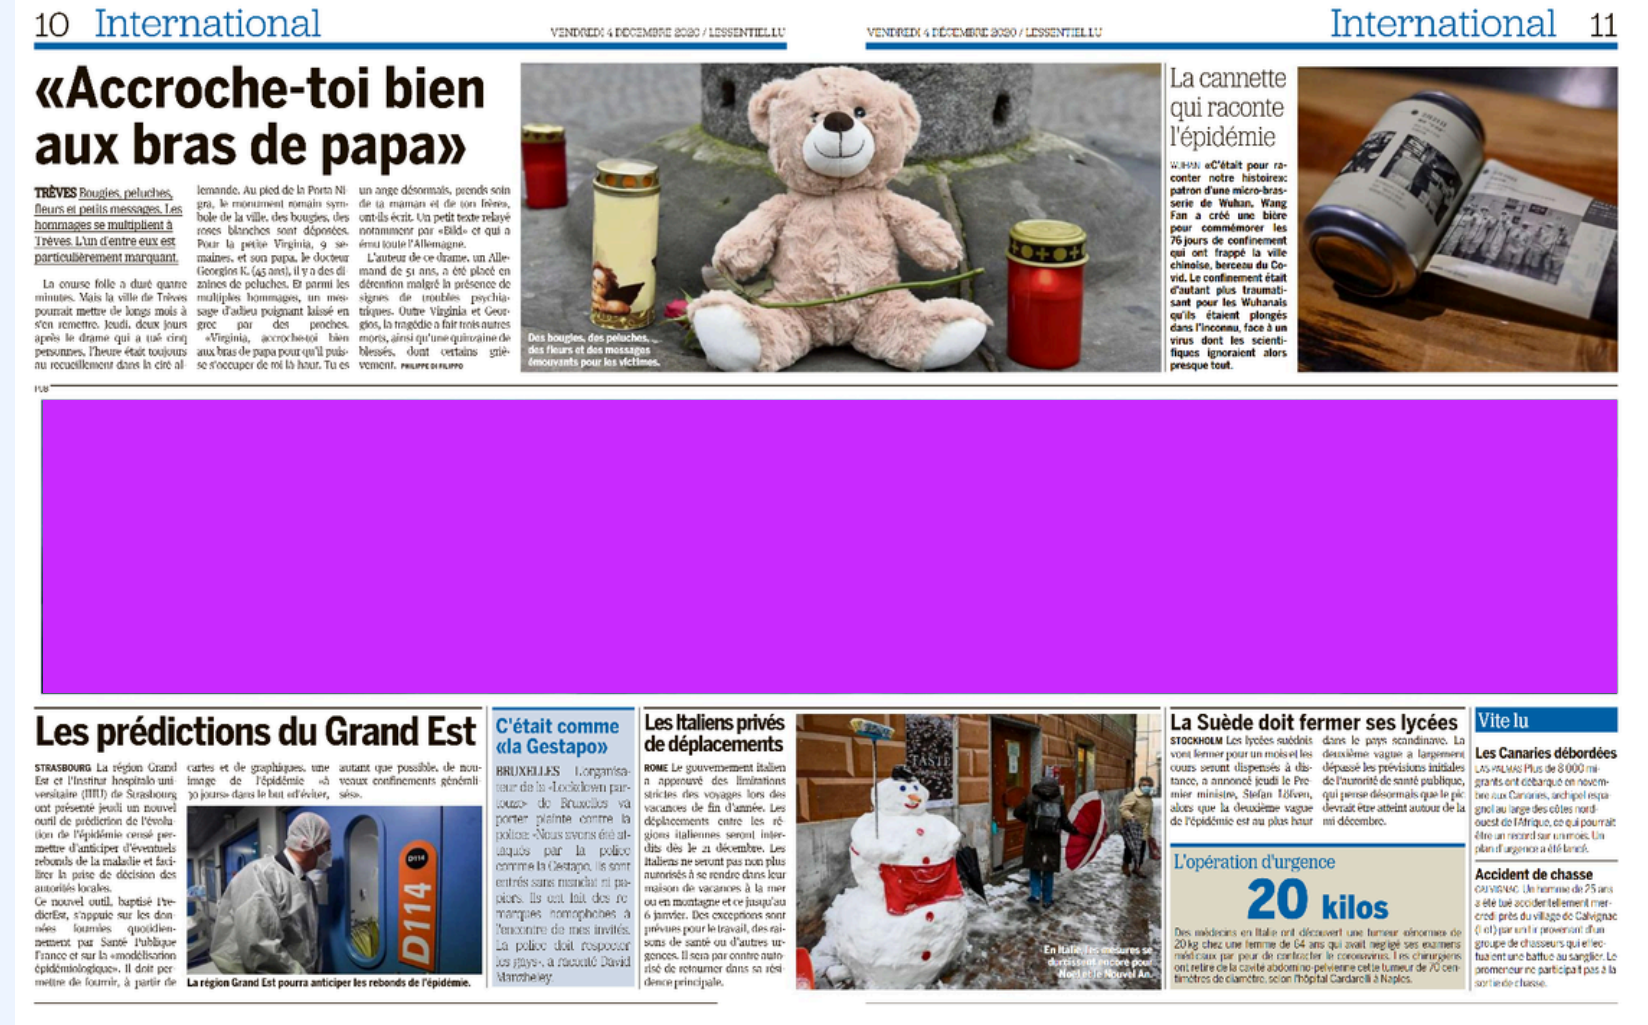 10 International
VENDREDI 4 DÉCEMBRE 2020 / LESSENTIEL.LU
VENDREDI 4 DÉCEMBRE 2020 / LESSENTIEL.LU
International 11
«Accroche-toi bien
aux bras de papa»
TRÈVES Bougies, peluches,
fleurs et petits messages. Les
hommages se multiplient à
Trèves. L'un d'entre eux est
particulièrement marquant.
La course folle a duré quatre
minutes. Mais la ville de Trèves
pourrait mettre de longs mois à
s'en remettre. Jeudi, deux jours
après le drame qui a tué cinq
personnes, l'heure était toujours
au recueillement dans la cité al-
lemande. Au pied de la Porta Ni-
gra, le monument romain sym-
bole de la ville, des bougies, des
roses blanches sont déposées.
Pour la petite Virginia, 9 se-
maines, et son papa, le docteur
Georgios K. (45 ans), il y a des di-
zaines de peluches. Et parmi les
multiples hommages, un mes-
sage d'adieu poignant laissé en
grec par des proches.
«Virginia, accroche-toi bien
aux bras de papa pour qu'il puis-
se s'occuper de toi là-haut. Tu es
un ange désormais, prends soin
de ta maman et de ton frère»,
ont-ils écrit. Un petit texte relayé
notamment par «Bild» et qui a
ému toute l'Allemagne.
L'auteur de ce drame, un Alle-
mand de 51 ans, a été placé en
détention malgré la présence de
signes de troubles psychia-
triques. Outre Virginia et Geor-
gios, la tragédie a fait trois autres
morts, ainsi qu'une quinzaine de
blessés, dont certains griè-
vement. PHILIPPE DI FILIPPO
Des bougies, des peluches,
des fleurs et des messages
émouvants pour les victimes.
La cannette
qui raconte
l'épidémie
WUHAN «C'était pour ra-
conter notre histoire»:
patron d'une micro-bras-
serie de Wuhan, Wang
Fan a créé une bière
pour commémorer les
76 jours de confinement
qui ont frappé la ville
chinoise, berceau du Co-
vid. Le confinement était
d'autant plus traumati-
sant pour les Wuhanais
qu'ils étaient plongés
dans l'inconnu, face à un
virus dont les scienti-
fiques ignoraient alors
presque tout.
PUB
Les prédictions du Grand Est
STRASBOURG La région Grand
Est et l'Institut hospitalo-uni-
versitaire (IHU) de Strasbourg
ont présenté jeudi un nouvel
outil de prédiction de l'évolu-
tion de l'épidémie censé per-
mettre d'anticiper d'éventuels
rebonds de la maladie et faci-
liter la prise de décision des
autorités locales.
Ce nouvel outil, baptisé Pre-
dictEst, s'appuie sur les don-
nées fournies quotidien-
nement par Santé Publique
France et sur la «modélisation
épidémiologique». Il doit per-
mettre de fournir, à partir de
cartes et de graphiques, une
image de l'épidémie «à
30 jours» dans le but «d'éviter,
autant que possible, de nou-
veaux confinements générali-
sés».
D114
D114
La région Grand Est pourra anticiper les rebonds de l'épidémie.
C'était comme
«la Gestapo»
BRUXELLES L'organisa-
teur de la «Lockdown par-
touze» de Bruxelles va
porter plainte contre la
police: «Nous avons été at-
taqués par la police
comme la Gestapo. Ils sont
entrés sans mandat ni pa-
piers. Ils ont fait des re-
marques homophobes à
l'encontre de mes invités.
La police doit respecter
les gays», a raconté David
Manzheley.
Les Italiens privés
de déplacements
ROME Le gouvernement italien
a approuvé des limitations
strictes des voyages lors des
vacances de fin d'année. Les
déplacements entre les ré-
gions italiennes seront inter-
dits dès le 21 décembre. Les
Italiens ne seront pas non plus
autorisés à se rendre dans leur
maison de vacances à la mer
ou en montagne et ce jusqu'au
6 janvier. Des exceptions sont
prévues pour le travail, des rai-
sons de santé ou d'autres ur-
gences. Il sera par contre auto-
risé de retourner dans sa rési-
dence principale.
TASTE
En Italie, les mesures se
durcissent encore pour
Noël et le Nouvel An.
La Suède doit fermer ses lycées
STOCKHOLM Les lycées suédois
vont fermer pour un mois et les
cours seront dispensés à dis-
tance, a annoncé jeudi le Pre-
mier ministre, Stefan Löfven,
alors que la deuxième vague
de l'épidémie est au plus haut
dans le pays scandinave. La
deuxième vague a largement
dépassé les prévisions initiales
de l'autorité de santé publique,
qui pense désormais que le pic
devrait être atteint autour de la
mi-décembre.
L'opération d'urgence
20 kilos
Des médecins en Italie ont découvert une tumeur «énorme» de
20 kg chez une femme de 64 ans qui avait négligé ses examens
médicaux par peur de contracter le coronavirus. Les chirurgiens
ont retiré de la cavité abdomino-pelvienne cette tumeur de 70 cen-
timètres de diamètre, selon l'hôpital Cardarelli à Naples.
Vite lu
Les Canaries débordées
LAS PALMAS Plus de 8 000 mi-
grants ont débarqué en novem-
bre aux Canaries, archipel espa-
gnol au large des côtes nord-
ouest de l'Afrique, ce qui pourrait
être un record sur un mois. Un
plan d'urgence a été lancé.
Accident de chasse
CALVIGNAC Un homme de 25 ans
a été tué accidentellement mer-
credi près du village de Calvignac
(Lot) par un tir provenant d'un
groupe de chasseurs qui effec-
tuaient une battue au sanglier. Le
promeneur ne participait pas à la
sortie de chasse.